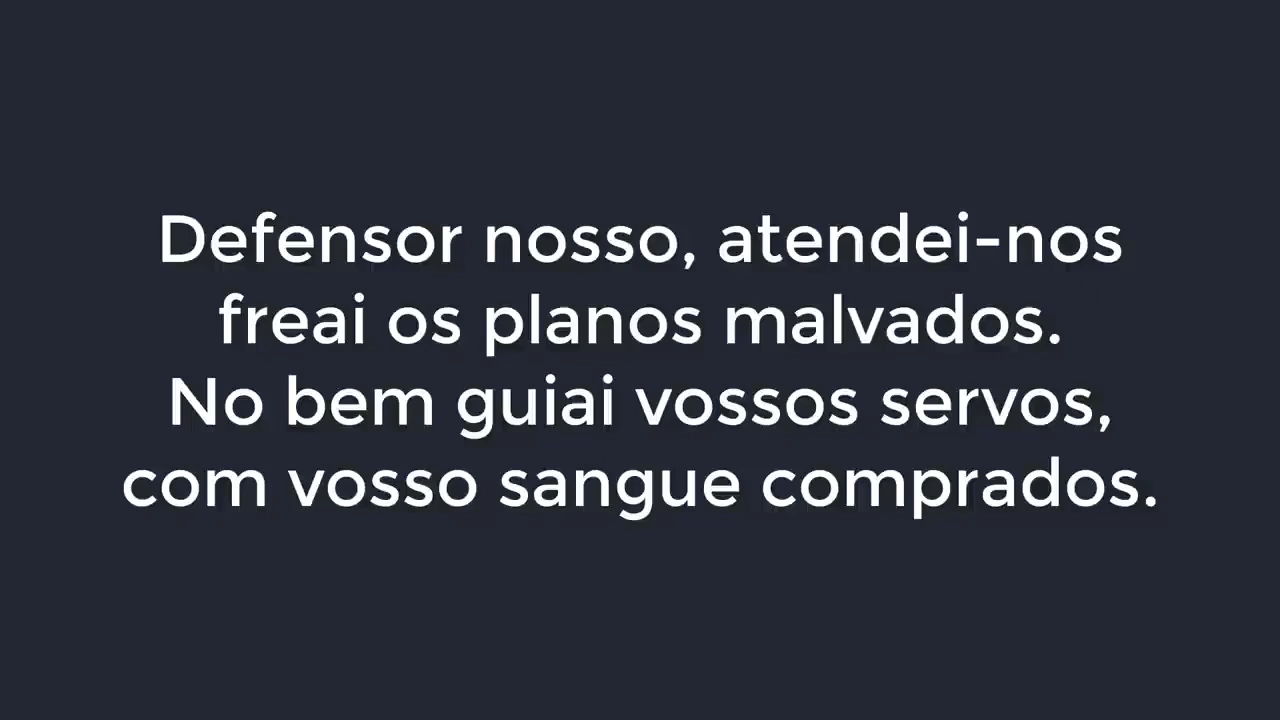 Defensor nosso, atendei-nos
freai os planos malvados.
No bem guiai vossos servos,
com vosso sangue comprados.